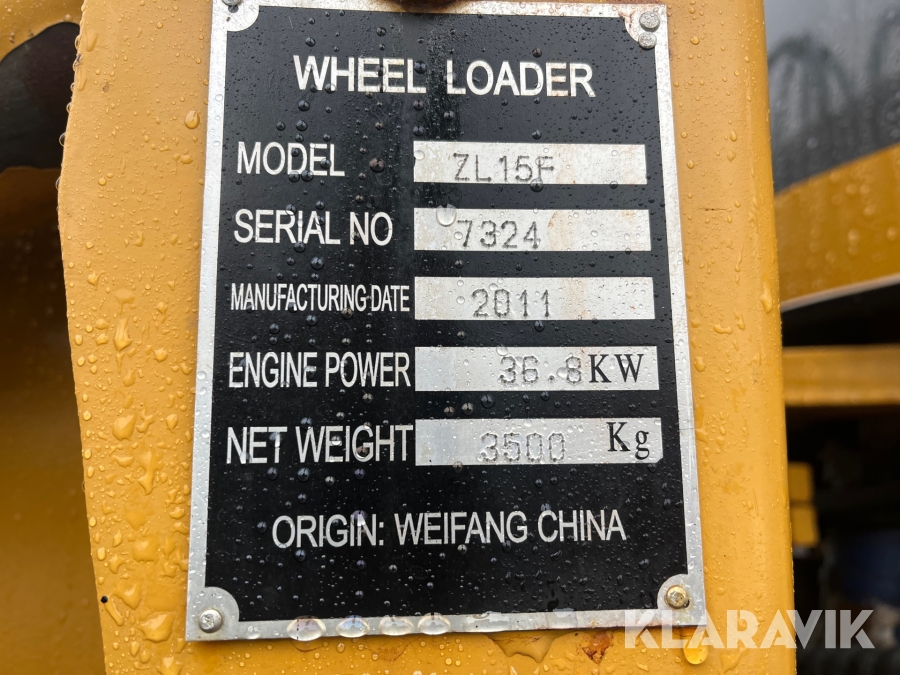 WHEEL LOADER
MODEL ZL15F
SERIAL NO 7324
MANUFACTURING DATE 2011
ENGINE POWER 36.8KW
NET WEIGHT 3500 Kg
ORIGIN: WEIFANG CHINA
KLARAVIK